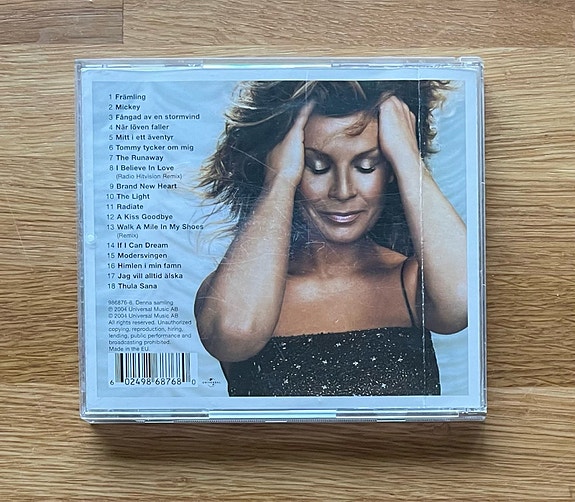 1 Främling
2 Mickey
3 Fångad av en stormvind
4 När löven faller
5 Mitt i ett äventyr
6 Tommy tycker om mig
7 The Runaway
8 I Believe In Love
(Radio Hitvision Remix)
9 Brand New Heart
10 The Light
11 Radiate
12 A Kiss Goodbye
13 Walk A Mile In My Shoes
(Remix)
14 If I Can Dream
15 Modersvingen
16 Himlen i min famn
17 Jag vill alltid älska
18 Thula Sana
986876-8, Denna samling
℗ 2004 Universal Music AB
© 2004 Universal Music AB
All rights reserved. Unauthorized
copying, reproduction, hiring,
lending, public performance and
broadcasting prohibited.
Made in the EU.
6 02498 68768 0
UNIVERSAL